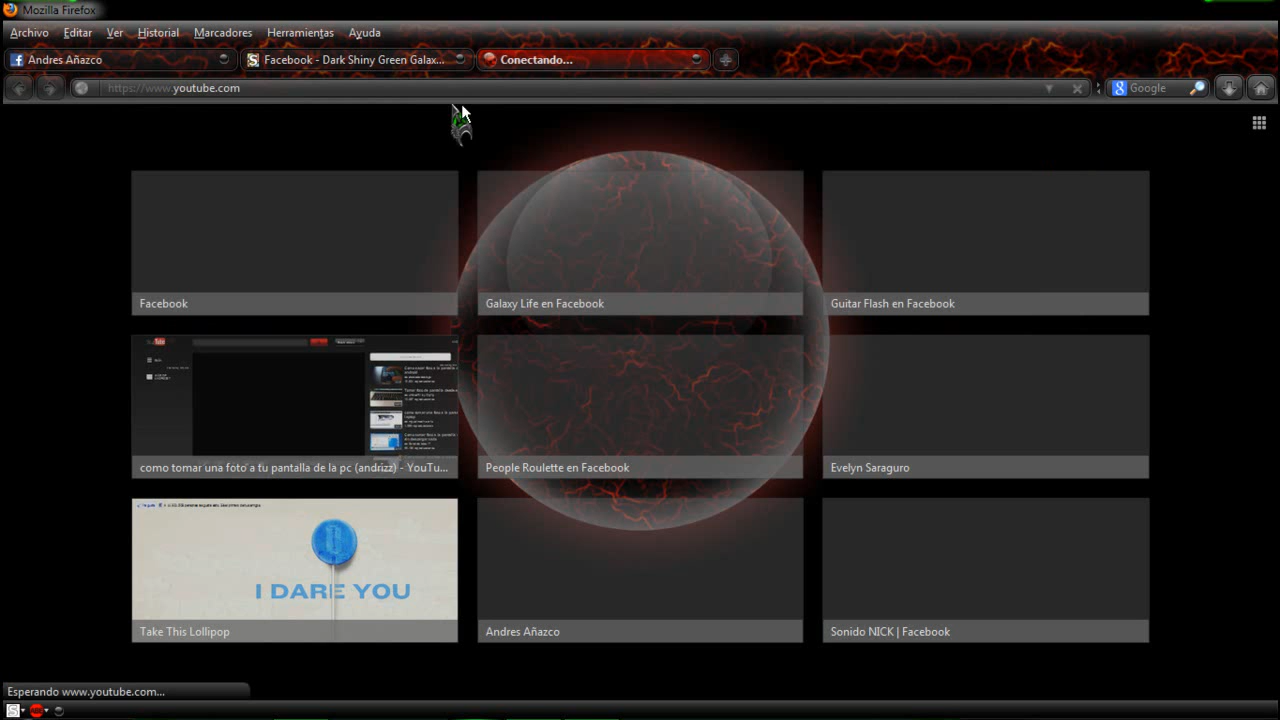 Mozilla Firefox
Archivo Editar Ver Historial Marcadores Herramientas Ayuda
Andres Añazco
Facebook - Dark Shiny Green Galax...
Conectando...
https://www.youtube.com
Google
Facebook
Galaxy Life en Facebook
Guitar Flash en Facebook
como tomar una foto a tu pantalla de la pc (andrizz) - YouTu...
People Roulette en Facebook
Evelyn Saraguro
I DARE YOU
Take This Lollipop
Andres Añazco
Sonido NICK | Facebook
Esperando www.youtube.com...